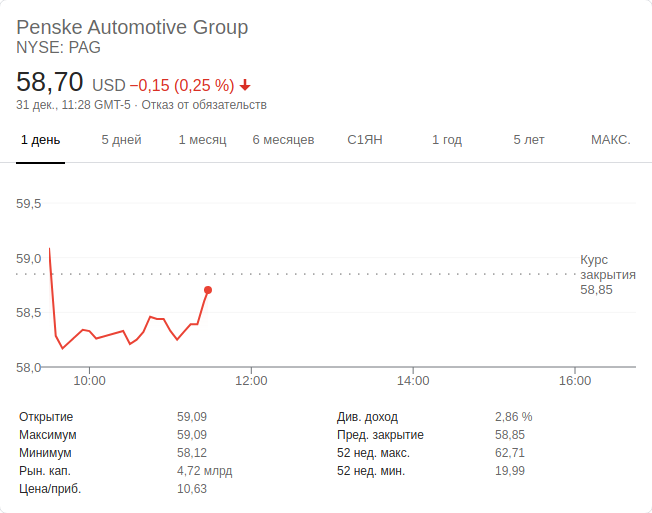 Penske Automotive Group
NYSE: PAG
58,70 USD −0,15 (0,25 %)
31 дек., 11:28 GMT-5 · Отказ от обязательств
1 день 5 дней 1 месяц 6 месяцев С1ЯН 1 год 5 лет МАКС.
59,5
59,0
Курс
закрытия
58,85
58,5
58,0
10:00 12:00 14:00 16:00
Открытие 59,09 Див. доход 2,86 %
Максимум 59,09 Пред. закрытие 58,85
Минимум 58,12 52 нед. макс. 62,71
Рын. кап. 4,72 млрд 52 нед. мин. 19,99
Цена/приб. 10,63